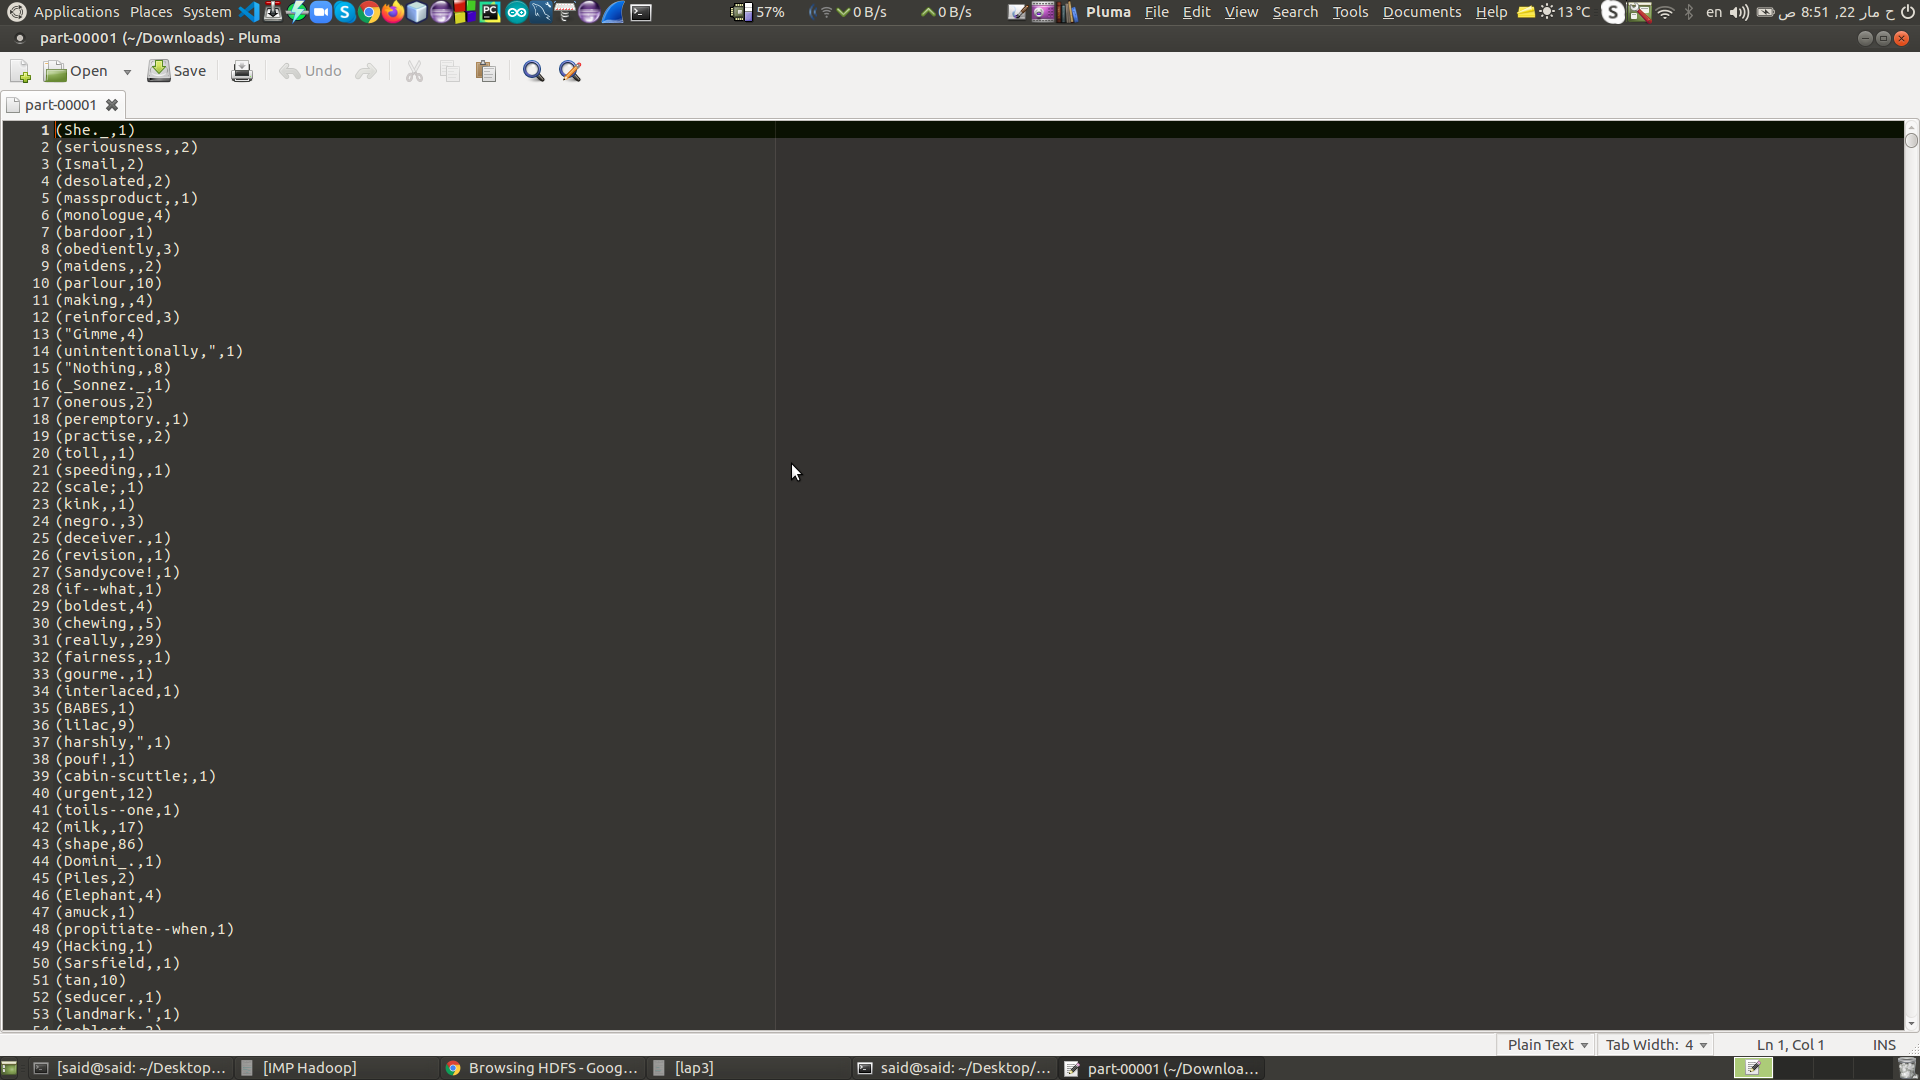 Applications Places System 57% 0 B/s 0 B/s Pluma File Edit View Search Tools Documents Help 13 °C en ح مار 22, 8:51 ص
part-00001 (~/Downloads) - Pluma
Open Save Undo
part-00001
1 (She._,1)
2 (seriousness,,2)
3 (Ismail,2)
4 (desolated,2)
5 (massproduct,,1)
6 (monologue,4)
7 (bardoor,1)
8 (obediently,3)
9 (maidens,,2)
10 (parlour,10)
11 (making,,4)
12 (reinforced,3)
13 ("Gimme,4)
14 (unintentionally,",1)
15 ("Nothing,,8)
16 (_Sonnez._,1)
17 (onerous,2)
18 (peremptory.,1)
19 (practise,,2)
20 (toll,,1)
21 (speeding,,1)
22 (scale;,1)
23 (kink,,1)
24 (negro.,3)
25 (deceiver.,1)
26 (revision,,1)
27 (Sandycove!,1)
28 (if--what,1)
29 (boldest,4)
30 (chewing,,5)
31 (really,,29)
32 (fairness,,1)
33 (gourme.,1)
34 (interlaced,1)
35 (BABES,1)
36 (lilac,9)
37 (harshly,",1)
38 (pouf!,1)
39 (cabin-scuttle;,1)
40 (urgent,12)
41 (toils--one,1)
42 (milk,,17)
43 (shape,86)
44 (Domini_.,1)
45 (Piles,2)
46 (Elephant,4)
47 (amuck,1)
48 (propitiate--when,1)
49 (Hacking,1)
50 (Sarsfield,,1)
51 (tan,10)
52 (seducer.,1)
53 (landmark.',1)
Plain Text Tab Width: 4 Ln 1, Col 1 INS
[said@said: ~/Desktop... [IMP Hadoop] Browsing HDFS - Goog... [lap3] said@said: ~/Desktop/... part-00001 (~/Downloa...